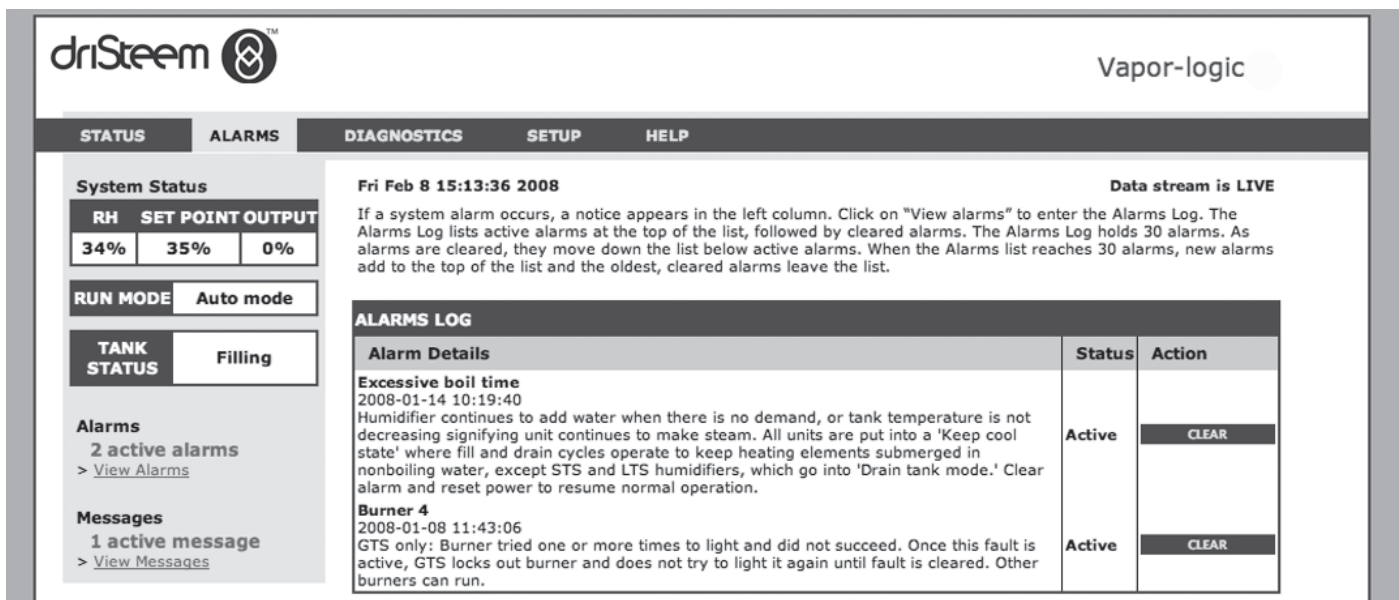 driSteem TM
Vapor-logic
STATUS ALARMS DIAGNOSTICS SETUP HELP
System Status
RH SET POINT OUTPUT
34% 35% 0%
RUN MODE Auto mode
TANK STATUS Filling
Alarms
2 active alarms
> View Alarms
Messages
1 active message
> View Messages
Fri Feb 8 15:13:36 2008 Data stream is LIVE
If a system alarm occurs, a notice appears in the left column. Click on “View alarms” to enter the Alarms Log. The
Alarms Log lists active alarms at the top of the list, followed by cleared alarms. The Alarms Log holds 30 alarms. As
alarms are cleared, they move down the list below active alarms. When the Alarms list reaches 30 alarms, new alarms
add to the top of the list and the oldest, cleared alarms leave the list.
ALARMS LOG
Alarm Details Status Action
Excessive boil time
2008-01-14 10:19:40
Humidifier continues to add water when there is no demand, or tank temperature is not
decreasing signifying unit continues to make steam. All units are put into a 'Keep cool
state' where fill and drain cycles operate to keep heating elements submerged in
nonboiling water, except STS and LTS humidifiers, which go into 'Drain tank mode.' Clear
alarm and reset power to resume normal operation.
Active CLEAR
Burner 4
2008-01-08 11:43:06
GTS only: Burner tried one or more times to light and did not succeed. Once this fault is
active, GTS locks out burner and does not try to light it again until fault is cleared. Other
burners can run.
Active CLEAR